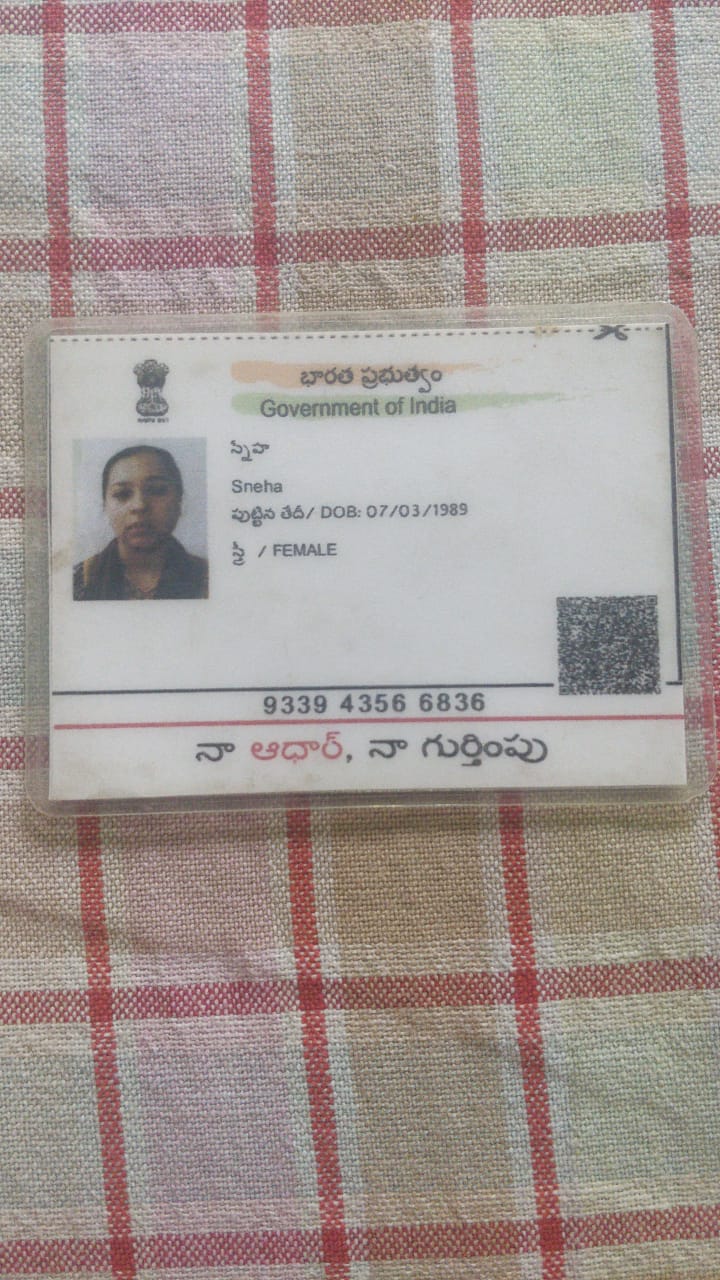 భారత ప్రభుత్వం
Government of India
స్నేహ
Sneha
పుట్టిన తేదీ/ DOB: 07/03/1989
స్త్రీ / FEMALE
9339 4356 6836
నా ఆధార్, నా గుర్తింపు